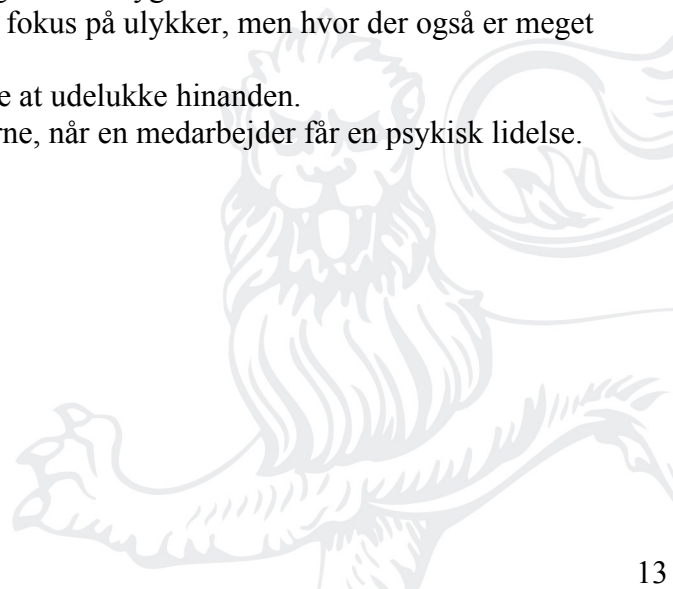 fokus på ulykker, men hvor der også er meget
e at udelukke hinanden.
rne, når en medarbejder får en psykisk lidelse.
13